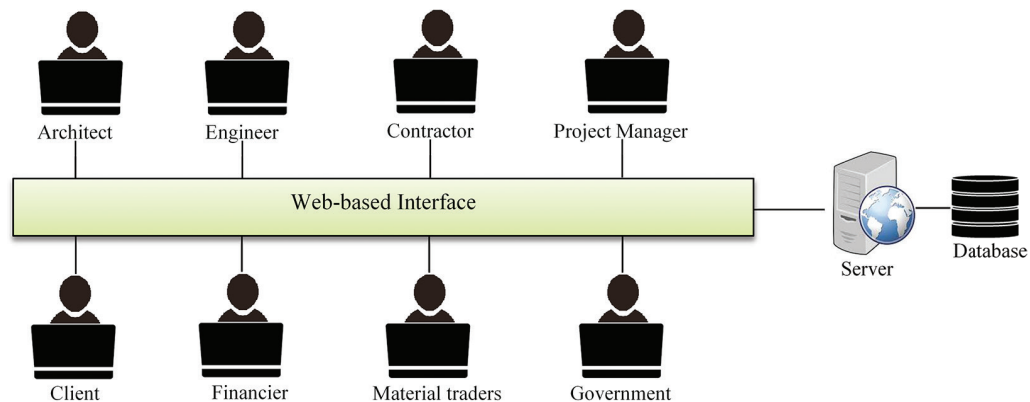 Architect
Engineer
Contractor
Project Manager
Web-based Interface
Server
Database
Client
Financier
Material traders
Government